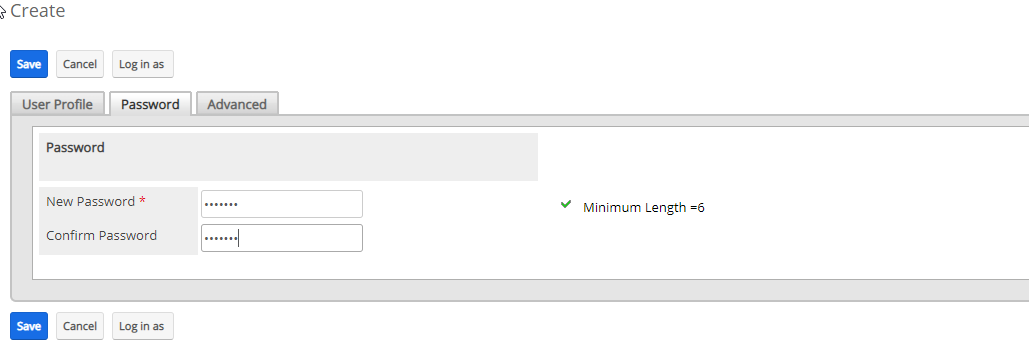 Create
Save Cancel Log in as
User Profile Password Advanced
Password
New Password * •••••••
Minimum Length =6
Confirm Password •••••••
Save Cancel Log in as